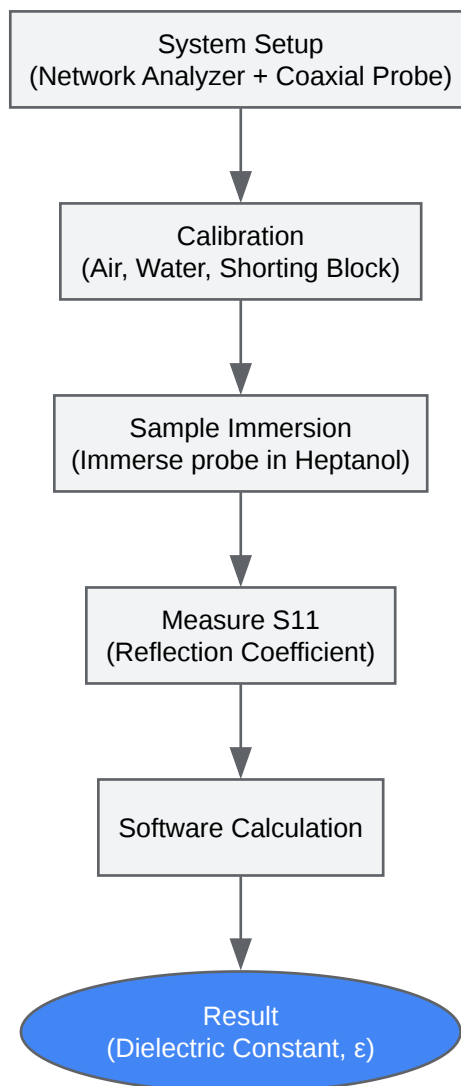 System Setup
(Network Analyzer + Coaxial Probe)
Calibration
(Air, Water, Shorting Block)
Sample Immersion
(Immerse probe in Heptanol)
Measure S11
(Reflection Coefficient)
Software Calculation
Result
(Dielectric Constant, ε)